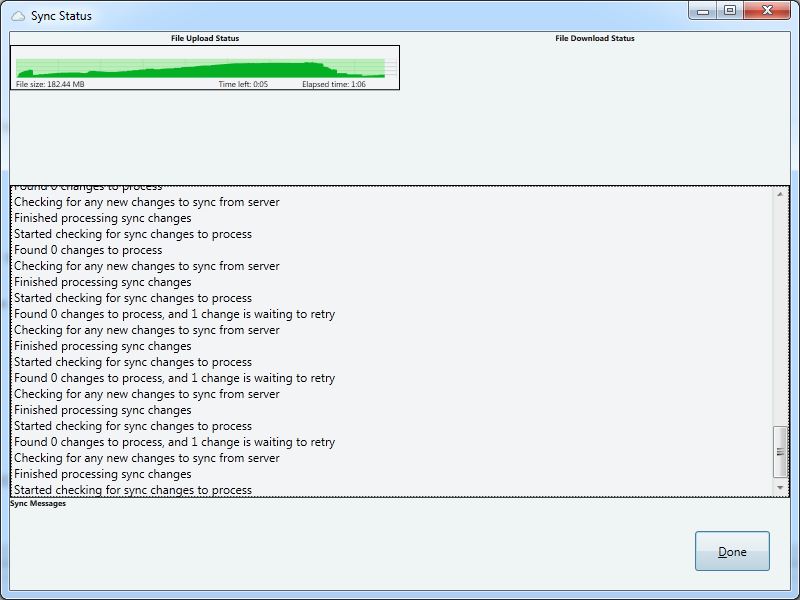 Sync Status
File Upload Status
File Download Status
File size: 182.44 MB
Time left: 0:05
Elapsed time: 1:06
Found 0 changes to process
Checking for any new changes to sync from server
Finished processing sync changes
Started checking for sync changes to process
Found 0 changes to process
Checking for any new changes to sync from server
Finished processing sync changes
Started checking for sync changes to process
Found 0 changes to process, and 1 change is waiting to retry
Checking for any new changes to sync from server
Finished processing sync changes
Started checking for sync changes to process
Found 0 changes to process, and 1 change is waiting to retry
Checking for any new changes to sync from server
Finished processing sync changes
Started checking for sync changes to process
Found 0 changes to process, and 1 change is waiting to retry
Checking for any new changes to sync from server
Finished processing sync changes
Started checking for sync changes to process
Sync Messages
Done